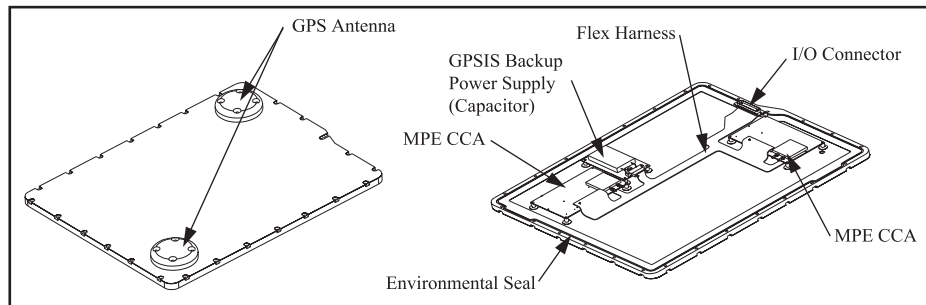 GPS Antenna
Flex Harness
I/O Connector
GPSIS Backup
Power Supply
(Capacitor)
MPE CCA
MPE CCA
Environmental Seal